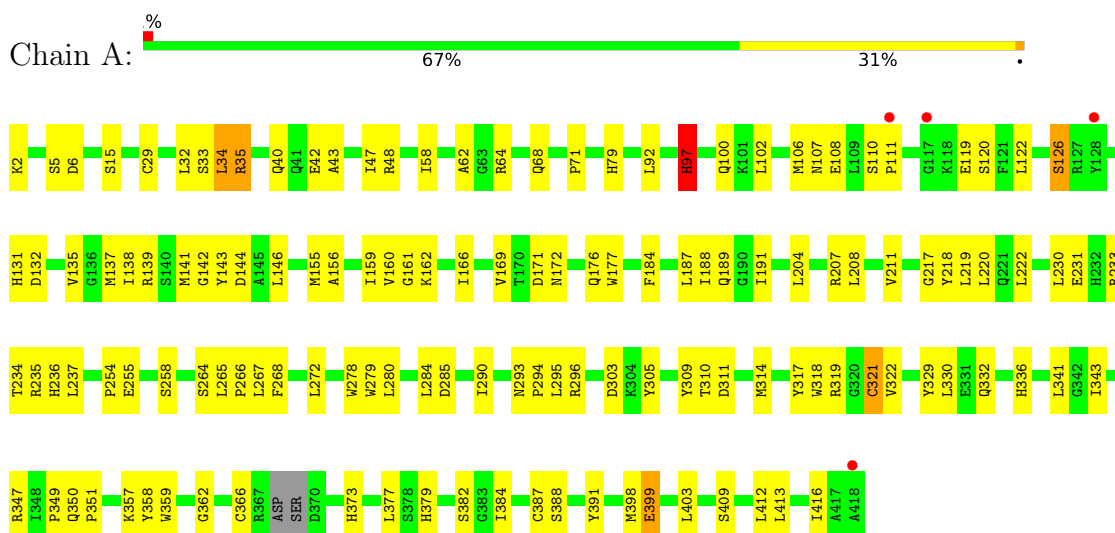 .%
Chain A:
67% 31% •
K2 S5 D6 S15 C29 L32 S33 L34 R35 Q40 Q41 E42 A43 I47 R48 I58 A62 G63 R64 Q68 P71 H79 L92 H97 Q100 K101 L102 M106 N107 E108 L109 S110 P111 G117 K118 E119 S120 F121 L122 S126 R127 Y128
H131 D132 V135 G136 M137 I138 R139 S140 M141 G142 Y143 D144 A145 L146 M155 A156 I159 V160 G161 K162 I166 V169 T170 D171 N172 Q176 W177 F184 L187 I188 Q189 G190 I191 L204 R207 L208 V211 G217 Y218 L219 L220 Q221 L222 L230 E231 H232 R233
T234 R235 H236 L237 P254 E255 S258 S264 L265 P266 L267 F268 L272 W278 W279 L280 L284 D285 I290 N293 P294 L295 R296 D303 K304 Y305 Y309 T310 D311 M314 Y317 W318 R319 G320 C321 V322 Y329 L330 E331 Q332 H336 L341 G342 I343
R347 I348 P349 Q350 P351 K357 Y358 W359 G362 C366 R367 ASP SER D370 H373 L377 S378 H379 S382 G383 I384 C387 S388 Y391 M398 E399 L403 S409 L412 L413 I416 A417 A418